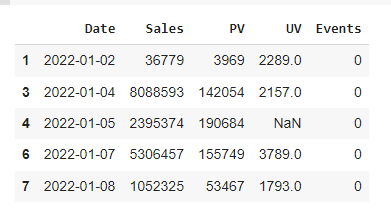 Date Sales PV UV Events
1 2022-01-02 36779 3969 2289.0 0
3 2022-01-04 8088593 142054 2157.0 0
4 2022-01-05 2395374 190684 NaN 0
6 2022-01-07 5306457 155749 3789.0 0
7 2022-01-08 1052325 53467 1793.0 0